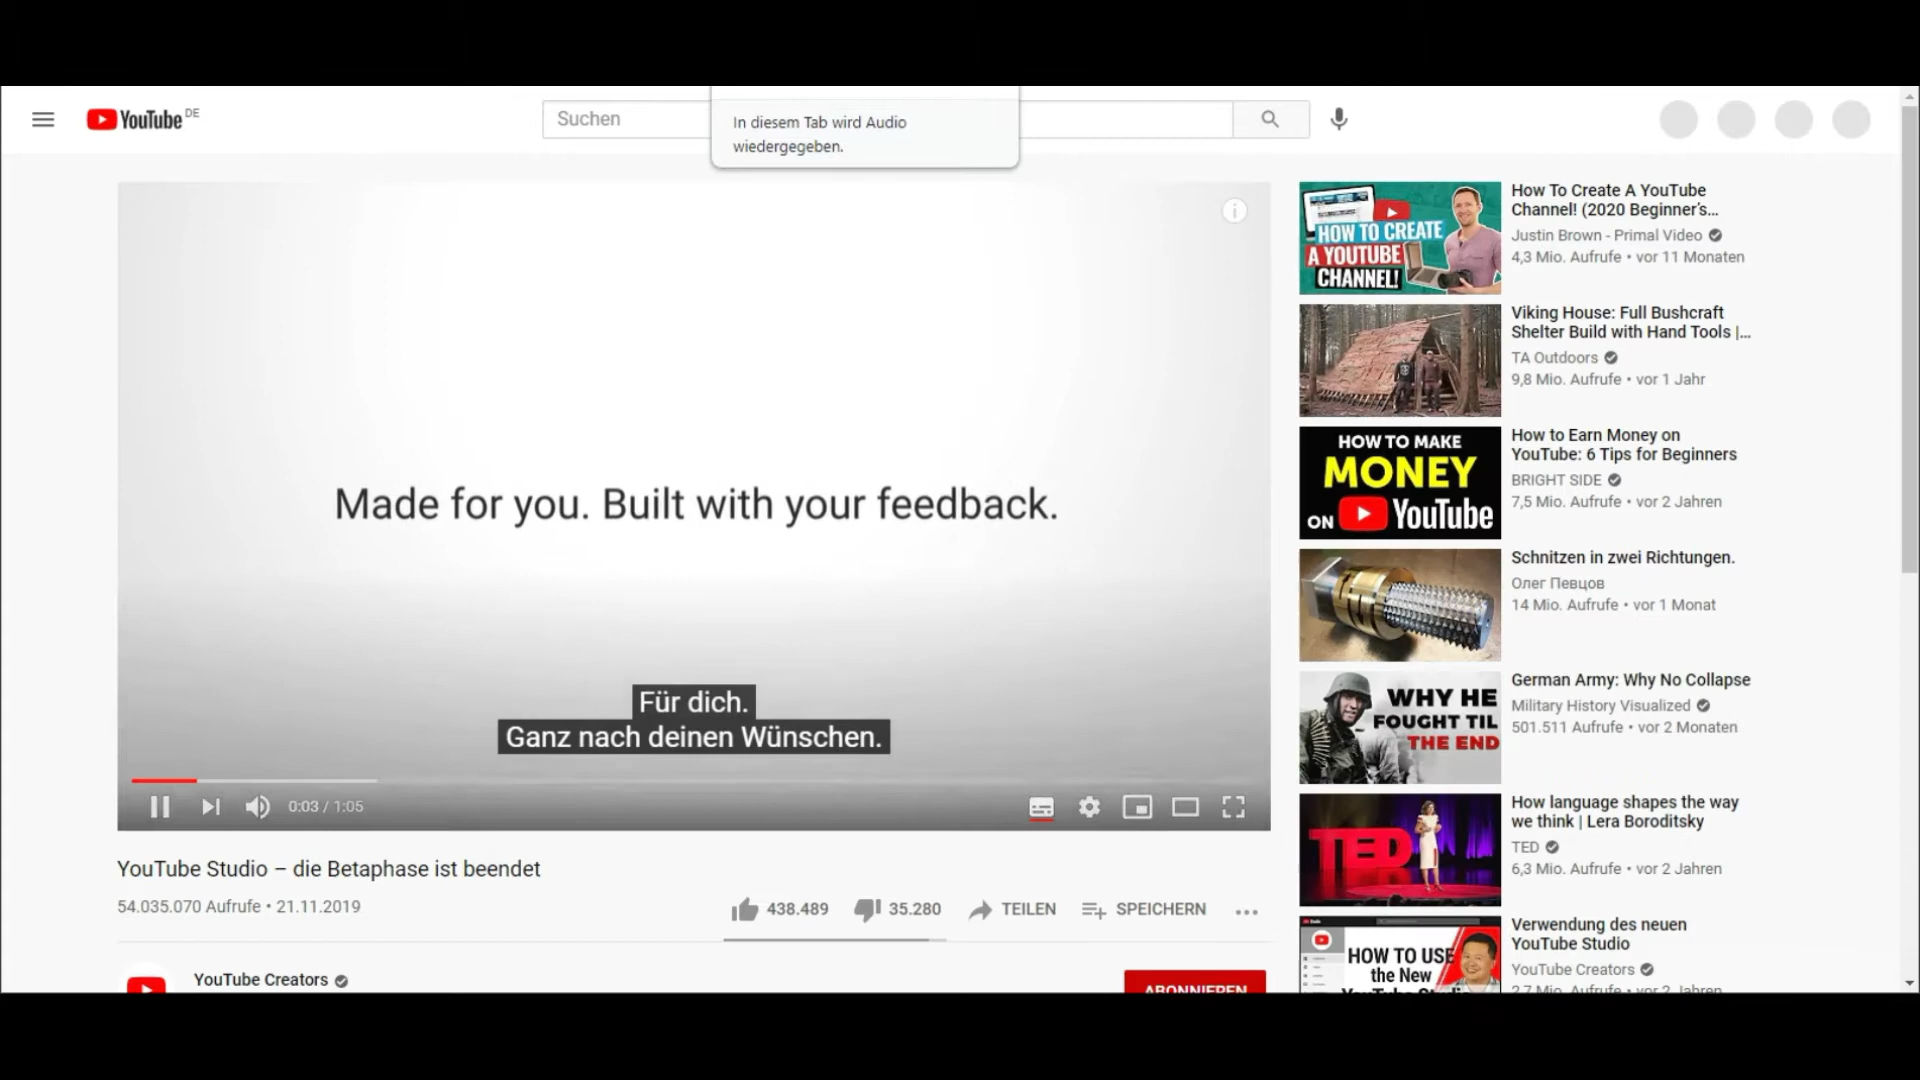 YouTube DE
Suchen
In diesem Tab wird Audio
wiedergegeben.
Made for you. Built with your feedback.
Für dich.
Ganz nach deinen Wünschen.
0:03 / 1:05
YouTube Studio – die Betaphase ist beendet
54.035.070 Aufrufe • 21.11.2019
438.489
35.280
TEILEN
SPEICHERN
YouTube Creators
ABONNIEREN
HOW TO CREATE
A YOUTUBE
CHANNEL!
How To Create A YouTube
Channel! (2020 Beginner's...
Justin Brown - Primal Video
4,3 Mio. Aufrufe • vor 11 Monaten
Viking House: Full Bushcraft
Shelter Build with Hand Tools |...
TA Outdoors
9,8 Mio. Aufrufe • vor 1 Jahr
HOW TO MAKE
MONEY
ON YouTube
How to Earn Money on
YouTube: 6 Tips for Beginners
BRIGHT SIDE
7,5 Mio. Aufrufe • vor 2 Jahren
Schnitzen in zwei Richtungen.
Олег Певцов
14 Mio. Aufrufe • vor 1 Monat
WHY HE
FOUGHT TIL
THE END
German Army: Why No Collapse
Military History Visualized
501.511 Aufrufe • vor 2 Monaten
TED
How language shapes the way
we think | Lera Boroditsky
TED
6,3 Mio. Aufrufe • vor 2 Jahren
HOW TO USE
the New
YouTube Studio
Verwendung des neuen
YouTube Studio
YouTube Creators
2,7 Mio. Aufrufe • vor 2 Jahren